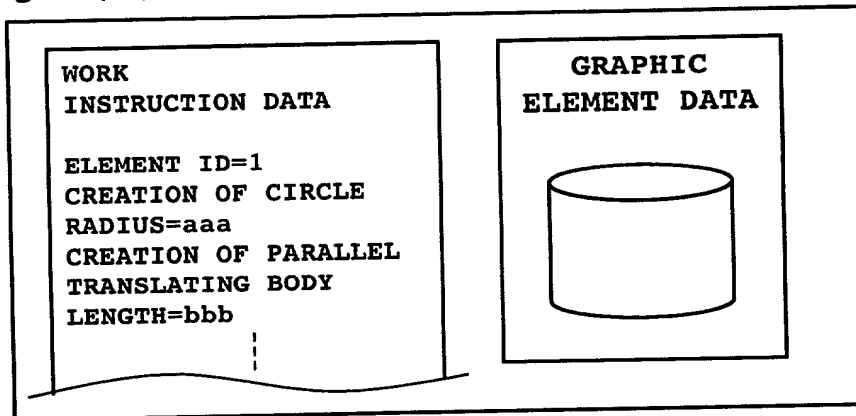 WORK
INSTRUCTION DATA
ELEMENT ID=1
CREATION OF CIRCLE
RADIUS=aaa
CREATION OF PARALLEL
TRANSLATING BODY
LENGTH=bbb
GRAPHIC
ELEMENT DATA